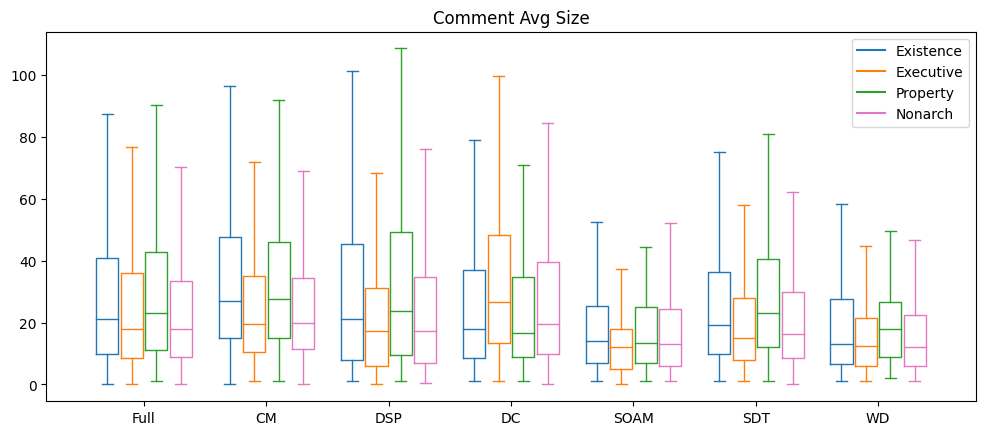 Comment Avg Size
Existence
Executive
Property
Nonarch
100
80
60
40
20
0
Full CM DSP DC SOAM SDT WD